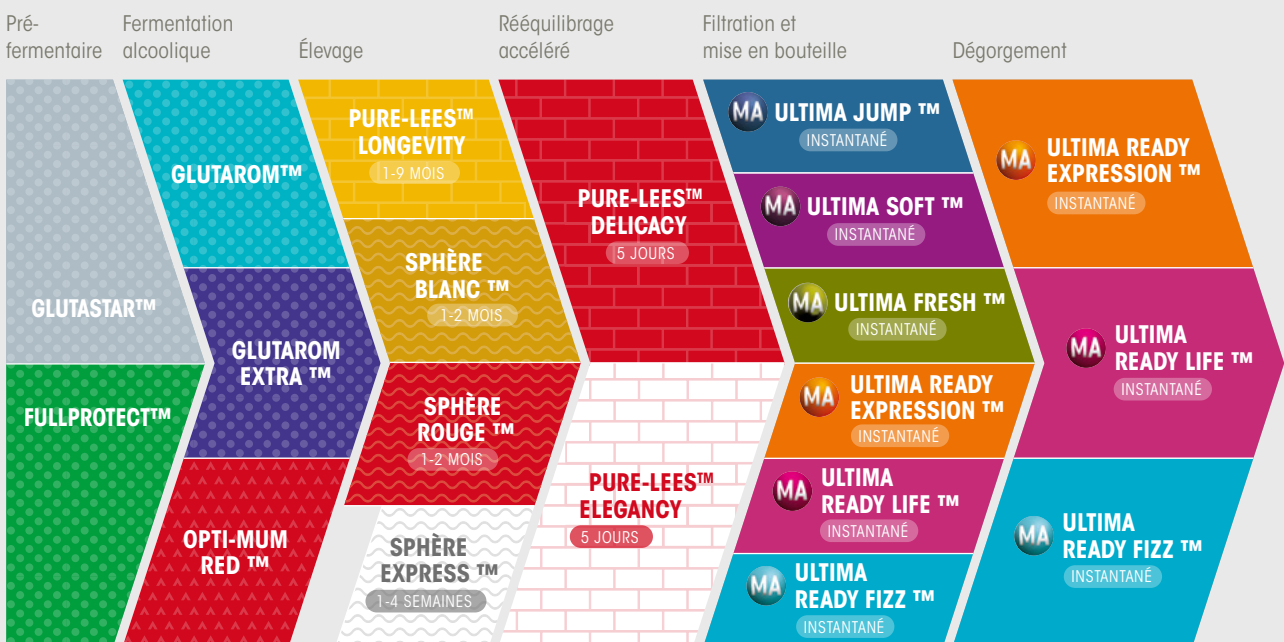 Pré-
fermentaire
Fermentation
alcoolique
Élevage
Rééquilibrage
accéléré
Filtration et
mise en bouteille
Dégorgement
GLUTASTAR™
FULLPROTECT™
GLUTAROM™
GLUTAROM
EXTRA ™
OPTI-MUM
RED ™
PURE-LEES™
LONGEVITY
1-9 MOIS
SPHÈRE
BLANC ™
1-2 MOIS
SPHÈRE
ROUGE ™
1-2 MOIS
SPHÈRE
EXPRESS ™
1-4 SEMAINES
PURE-LEES™
DELICACY
5 JOURS
PURE-LEES™
ELEGANCY
5 JOURS
MA ULTIMA JUMP ™
INSTANTANÉ
MA ULTIMA SOFT ™
INSTANTANÉ
MA ULTIMA FRESH ™
INSTANTANÉ
MA ULTIMA READY
EXPRESSION ™
INSTANTANÉ
MA ULTIMA
READY LIFE ™
INSTANTANÉ
MA ULTIMA
READY FIZZ ™
INSTANTANÉ
MA ULTIMA READY
EXPRESSION ™
INSTANTANÉ
MA ULTIMA
READY LIFE ™
INSTANTANÉ
MA ULTIMA
READY FIZZ ™
INSTANTANÉ